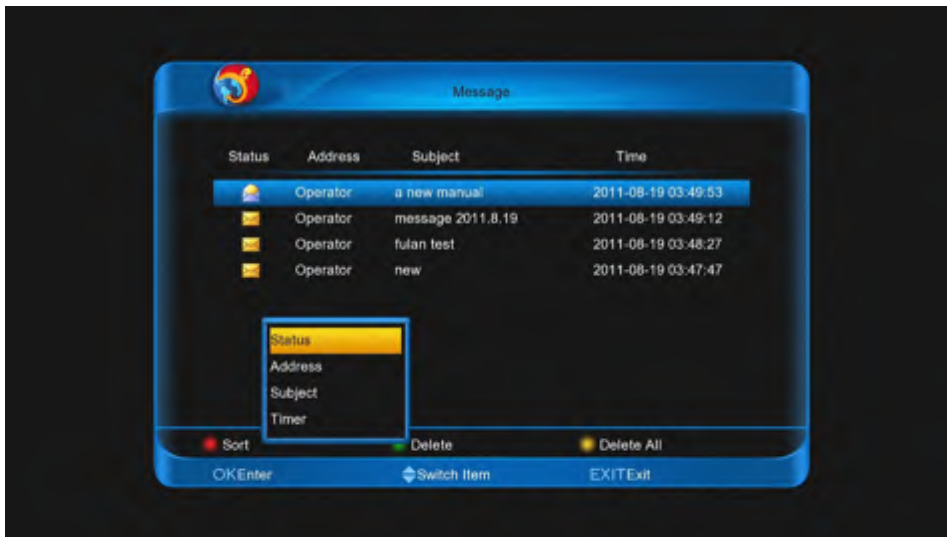 Message
Status Address Subject Time
Operator a new manual 2011-08-19 03:49:53
Operator message 2011.8.19 2011-08-19 03:49:12
Operator fulan test 2011-08-19 03:48:27
Operator new 2011-08-19 03:47:47
Status
Address
Subject
Timer
Sort Delete Delete All
OKEnter Switch Item EXITExit